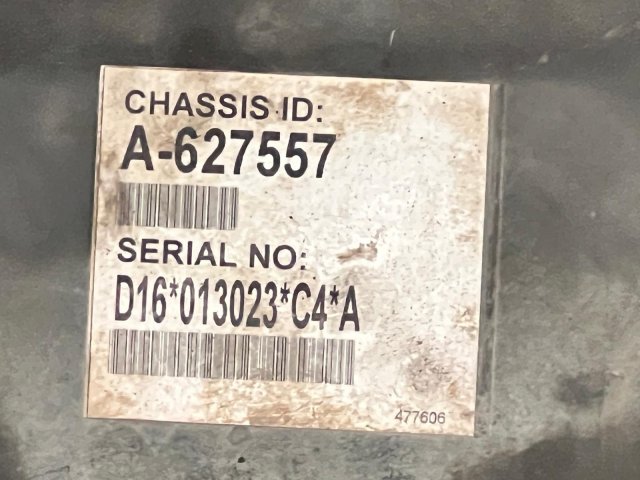 CHASSIS ID:
A-627557
SERIAL NO:
D16*013023*C4*A
477606